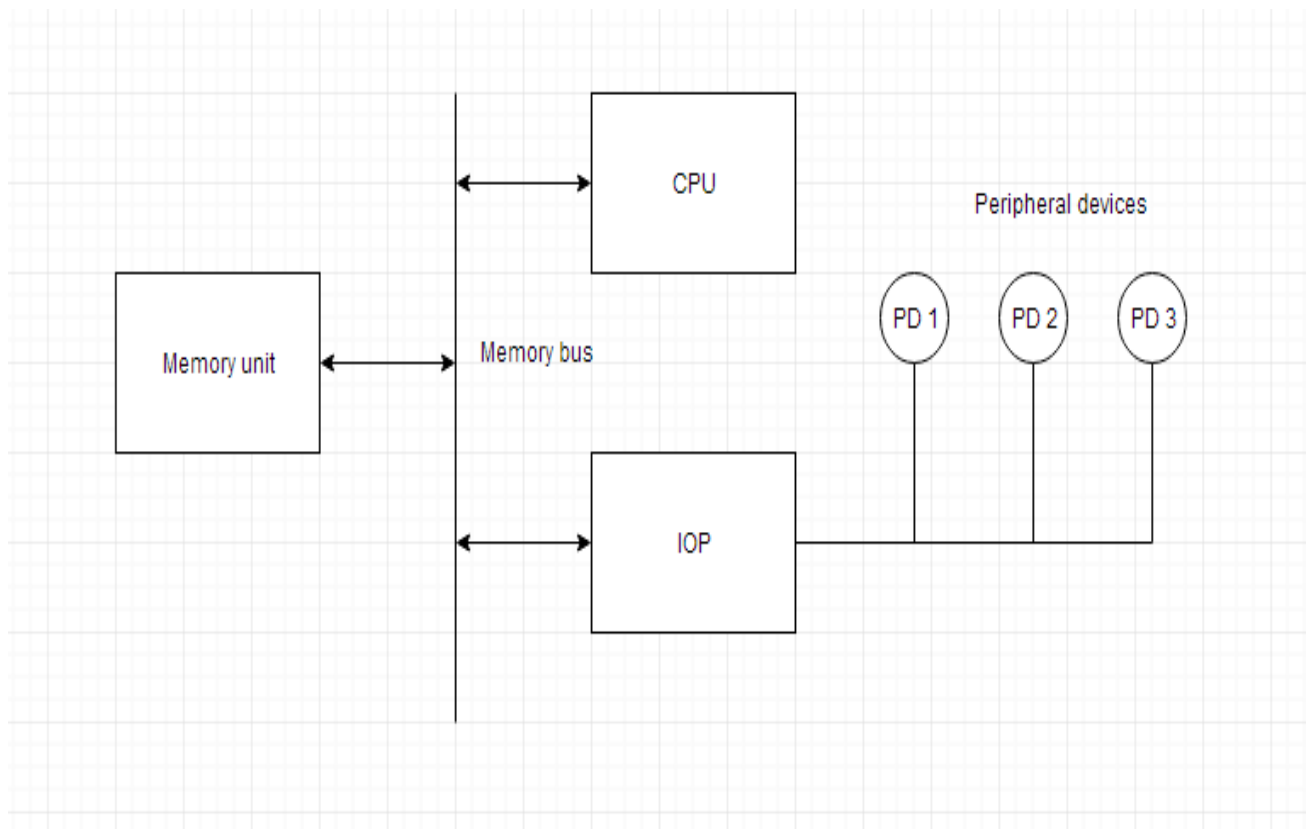 CPU
Peripheral devices
PD 1
PD 2
PD 3
Memory unit
Memory bus
IOP